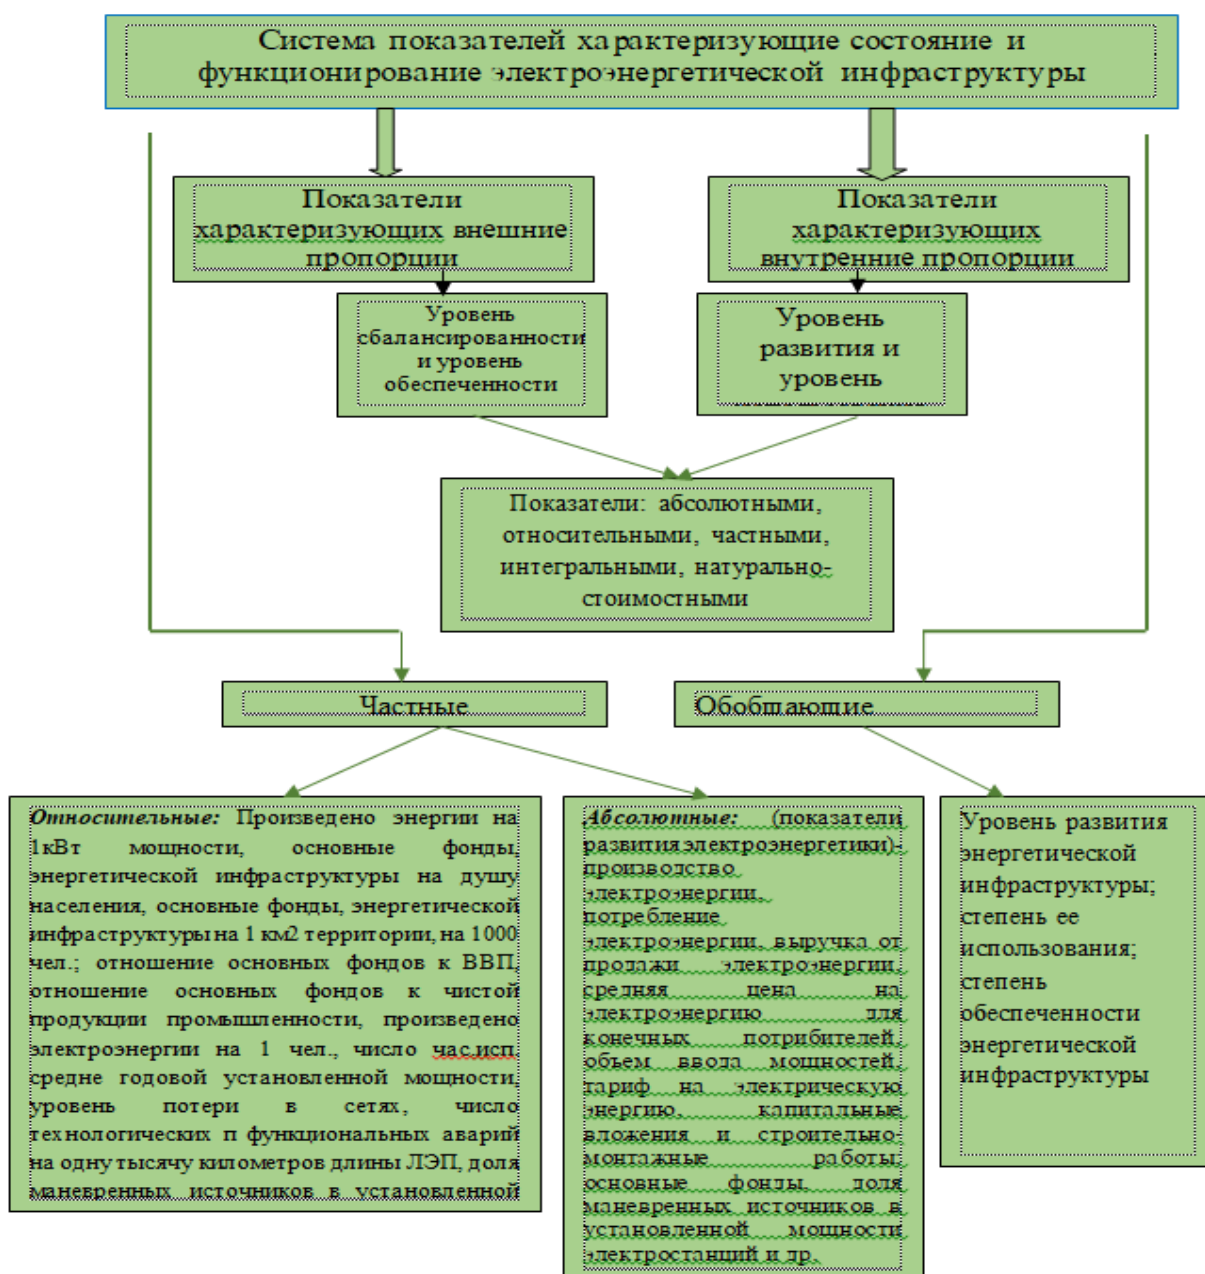 Система показателей характеризующие состояние и
функционирование электроэнергетической инфраструктуры
Показатели
характеризующих внешние
пропорции
Показатели
характеризующих
внутренние пропорции
Уровень
сбалансированности
и уровень
обеспеченности
Уровень
развития и
уровень
Показатели: абсолютными,
относительными, частными,
интегральными, натурально-
стоимостными
Частные
Обобщающие
Относительные: Произведено энергии на
1кВт мощности, основные фонды,
энергетической инфраструктуры на душу
населения, основные фонды, энергетической
инфраструктуры на 1 км2 территории, на 1000
чел.; отношение основных фондов к ВВП,
отношение основных фондов к чистой
продукции промышленности, произведено
электроэнергии на 1 чел., число час.исп.
средне годовой установленной мощности,
уровень потери в сетях, число
технологических п функциональных аварий
на одну тысячу километров длины ЛЭП, доля
маневренных источников в установленной
Абсолютные: (показатели
развития электроэнергетики)-
производство
электроэнергии,
потребление
электроэнергии, выручка от
продажи электроэнергии,
средняя цена на
электроэнергию для
конечных потребителей,
объем ввода мощностей,
тариф на электрическую
энергию, капитальные
вложения и строительно-
монтажные работы;
основные фонды, доля
маневренных источников в
установленной мощности
электростанций и др.
Уровень развития
энергетической
инфраструктуры;
степень ее
использования;
степень
обеспеченности
энергетической
инфраструктуры